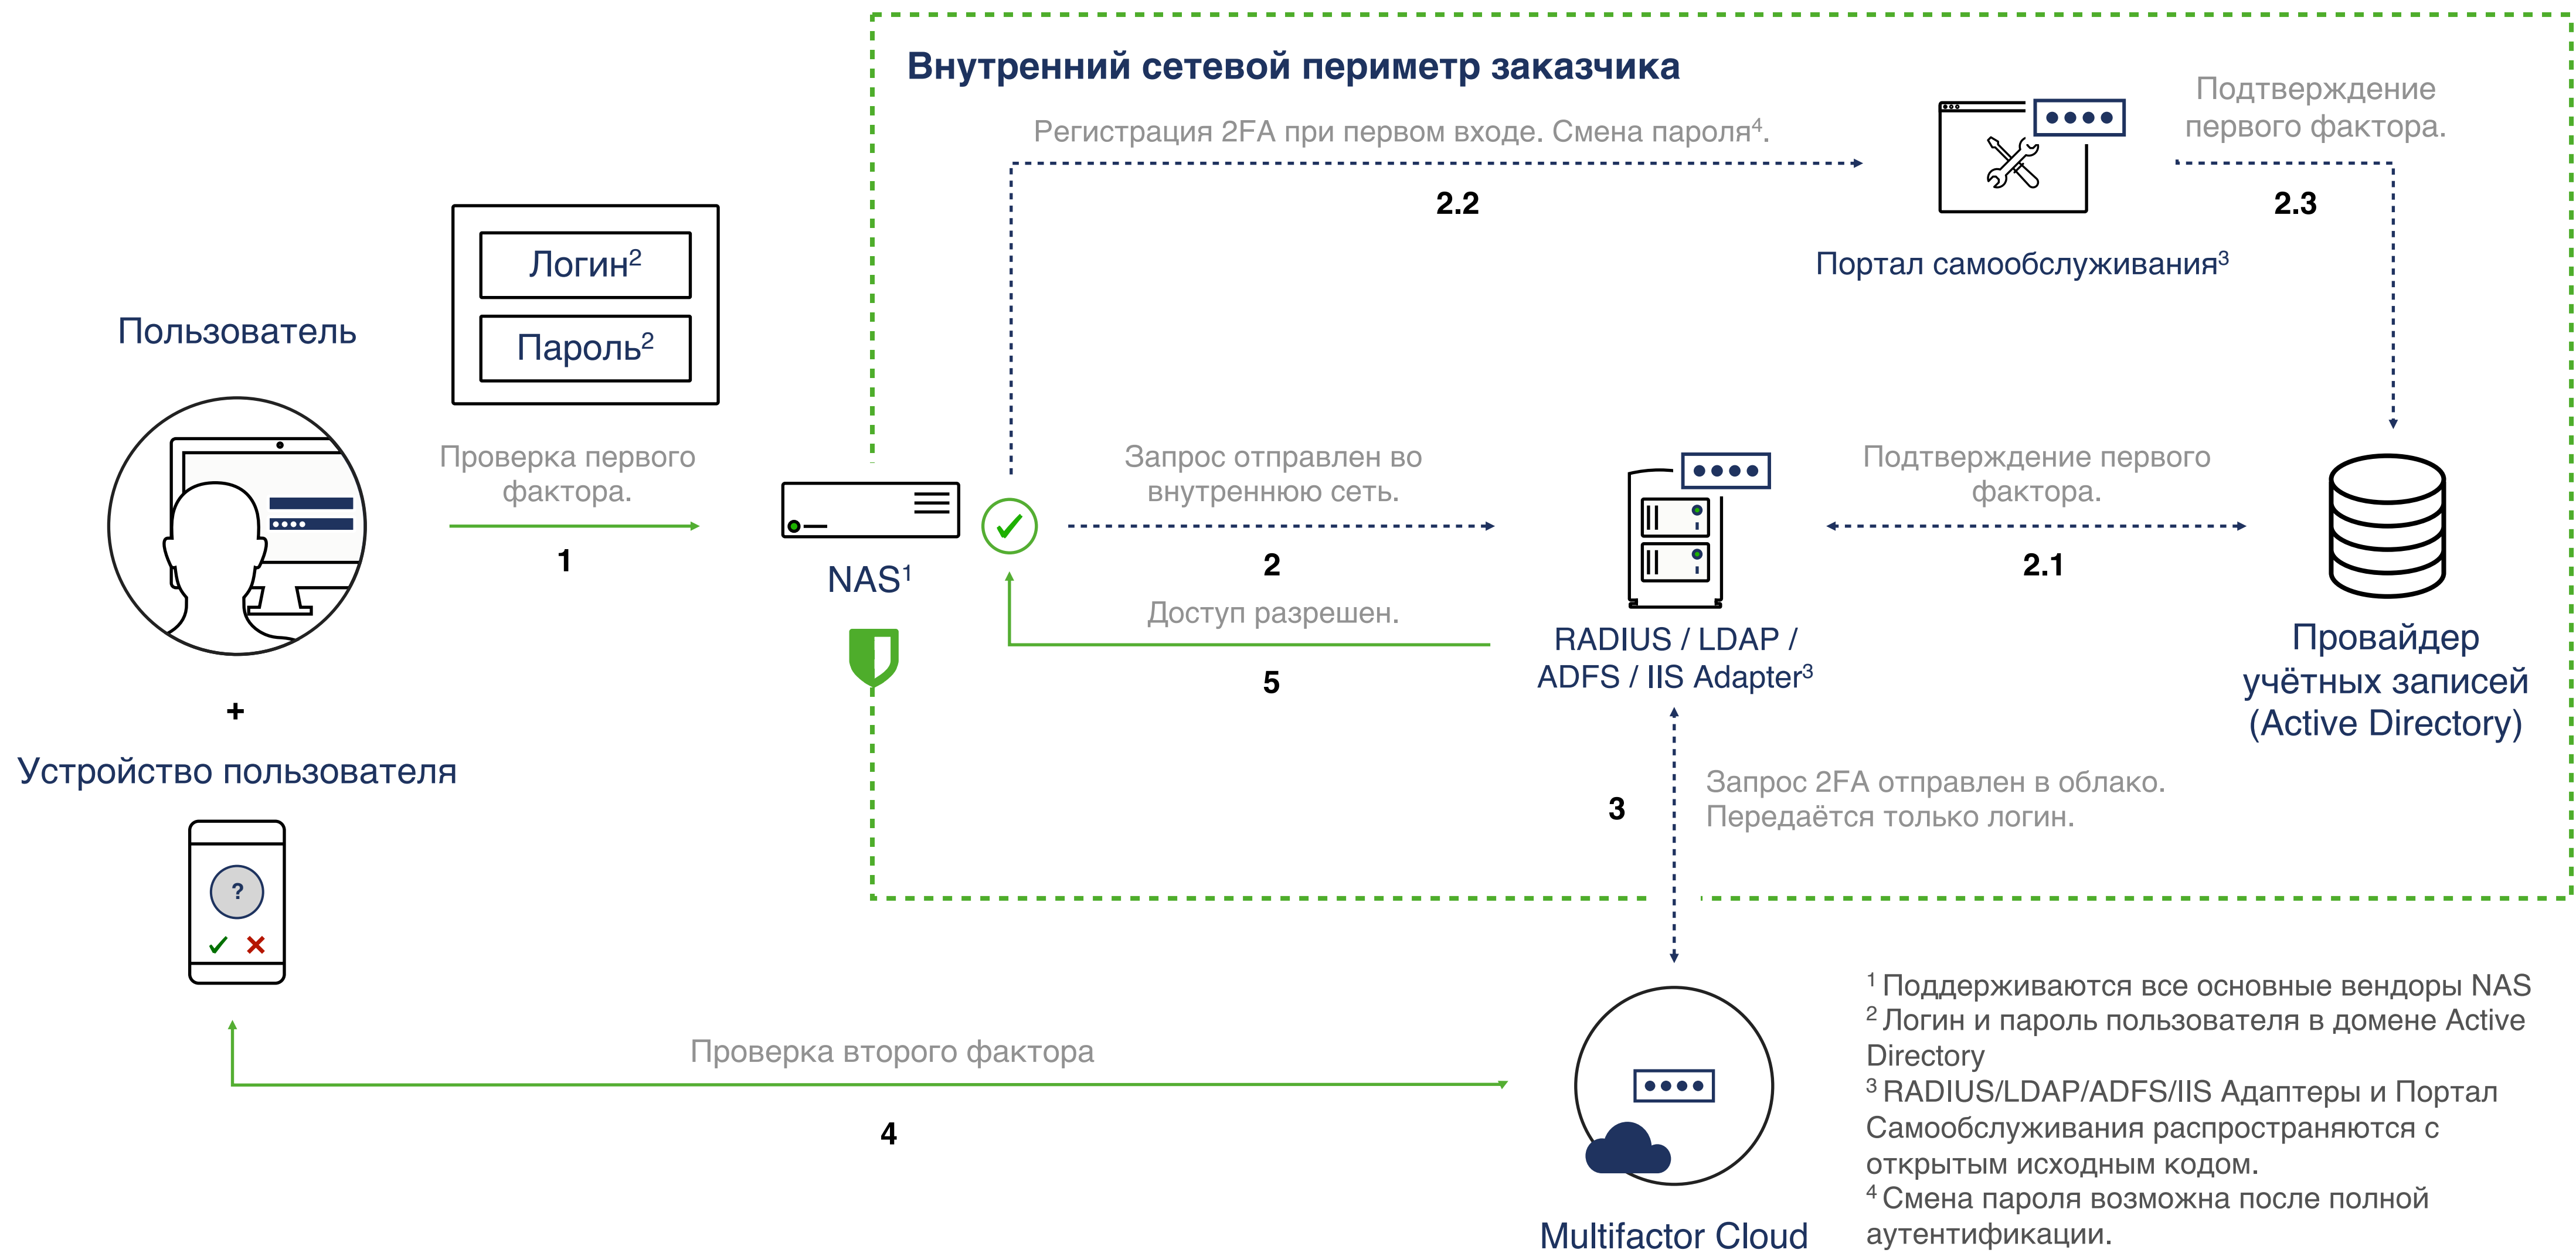 Внутренний сетевой периметр заказчика
Регистрация 2FA при первом входе. Смена пароля⁴.
2.2
Подтверждение
первого фактора.
2.3
Портал самообслуживания³
Логин²
Пароль²
Пользователь
Проверка первого
фактора.
1
NAS¹
Запрос отправлен во
внутреннюю сеть.
2
Доступ разрешен.
5
RADIUS / LDAP /
ADFS / IIS Adapter³
Подтверждение первого
фактора.
2.1
Провайдер
учётных записей
(Active Directory)
+
Устройство пользователя
?
3
Запрос 2FA отправлен в облако.
Передаётся только логин.
Проверка второго фактора
4
Multifactor Cloud
¹ Поддерживаются все основные вендоры NAS
² Логин и пароль пользователя в домене Active
Directory
³ RADIUS/LDAP/ADFS/IIS Адаптеры и Портал
Самообслуживания распространяются с
открытым исходным кодом.
⁴ Смена пароля возможна после полной
аутентификации.